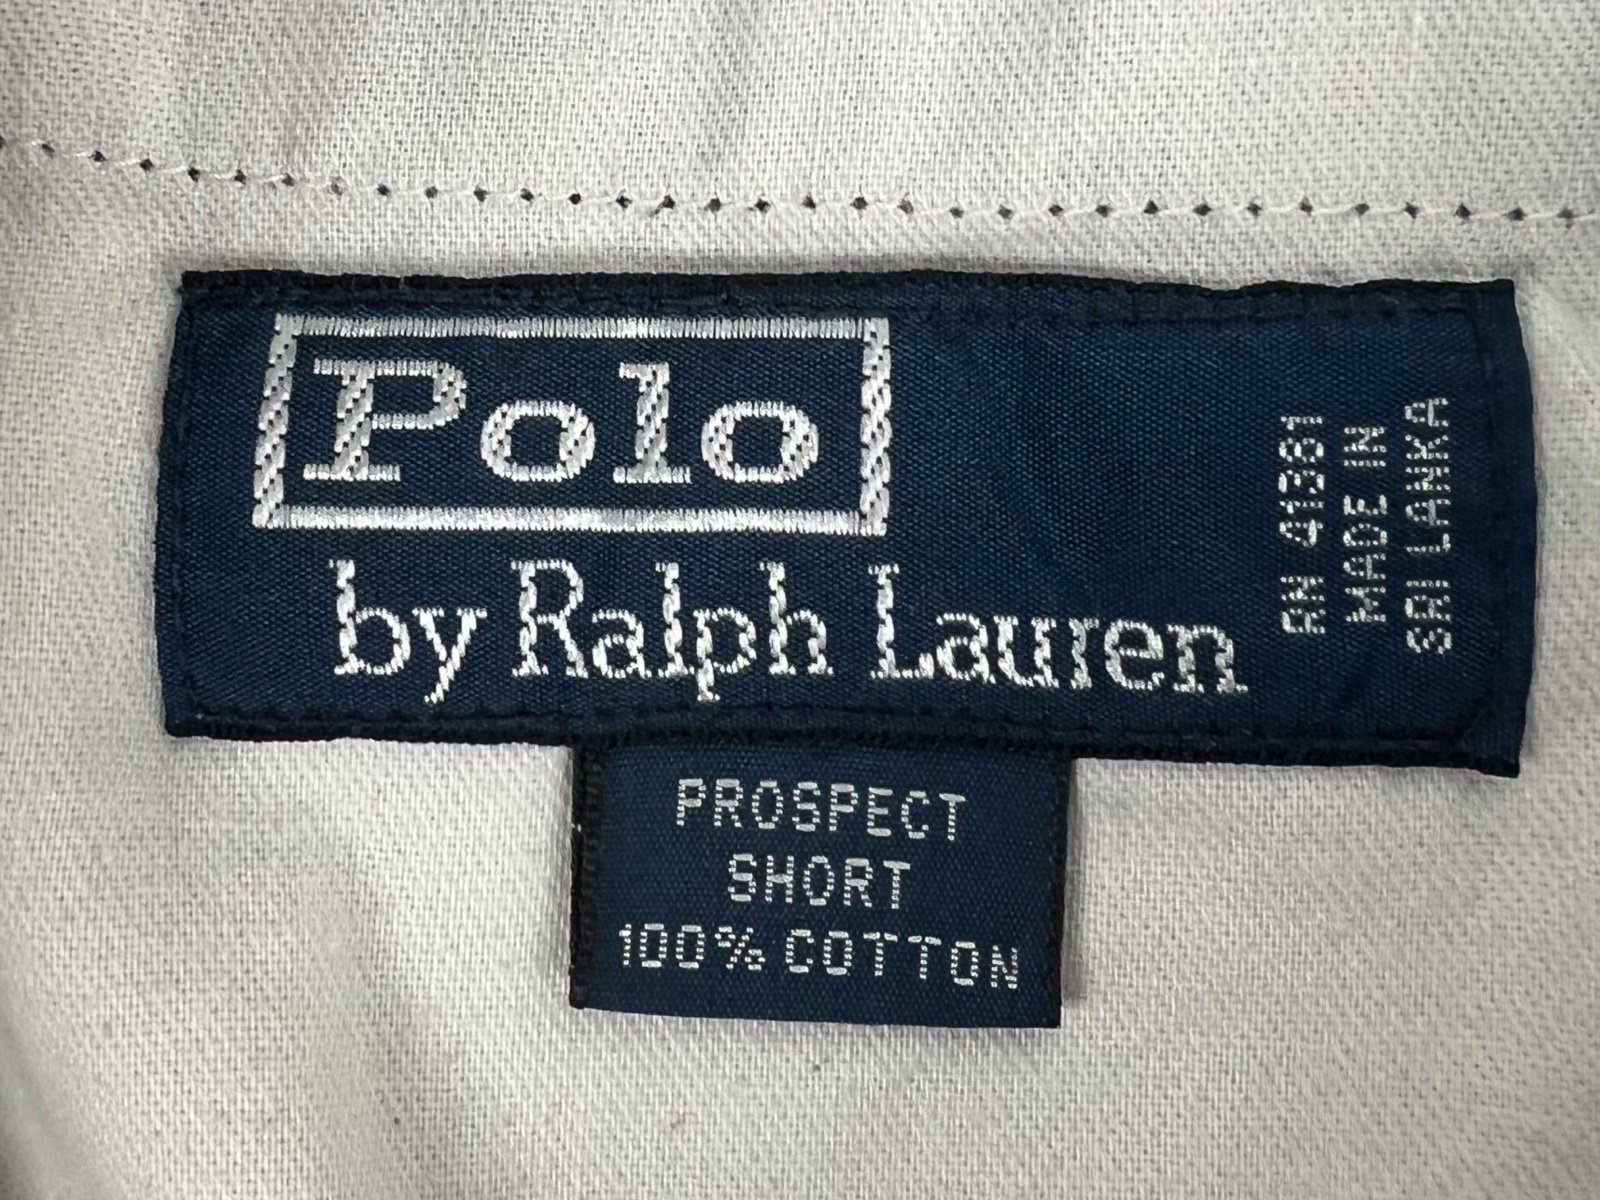 Polo
by Ralph Lauren
RN 41381
MADE IN
SRI LANKA
PROSPECT
SHORT
100% COTTON